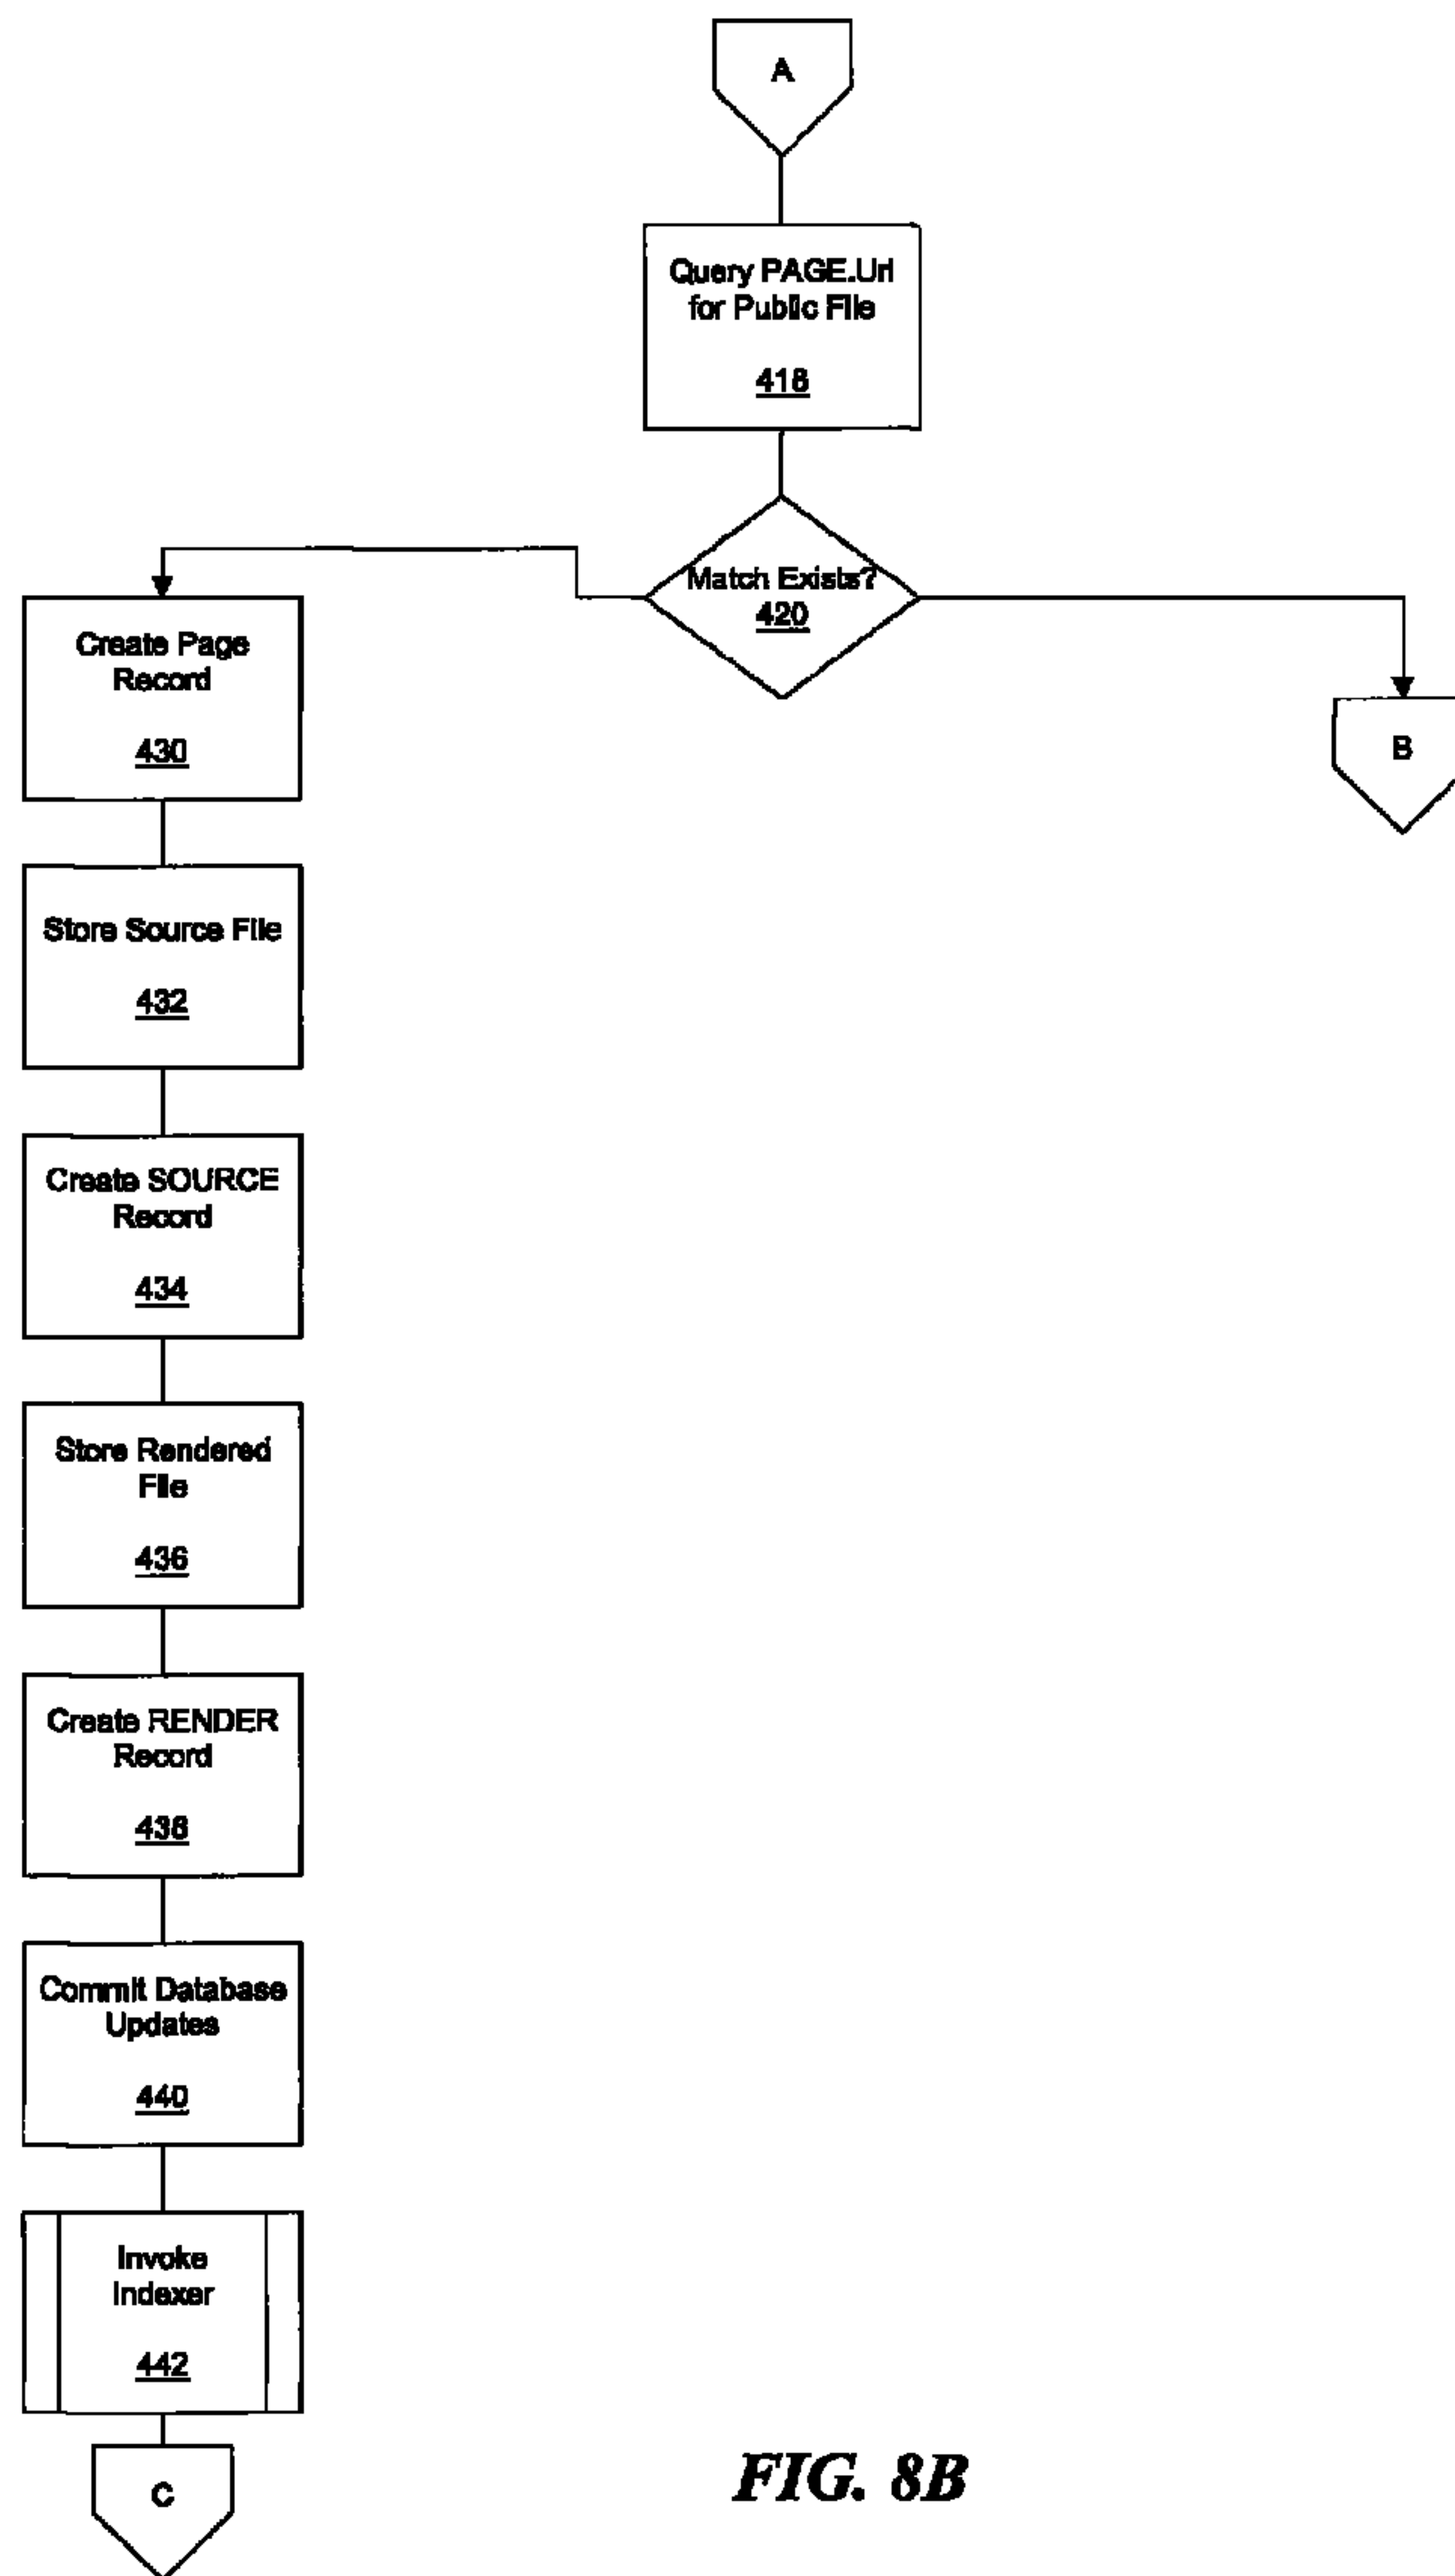 A
Query PAGE.Url
for Public File
418
Match Exists?
420
Create Page
Record
430
B
Store Source File
432
Create SOURCE
Record
434
Store Rendered
File
436
Create RENDER
Record
438
Commit Database
Updates
440
Invoke
Indexer
442
C
FIG. 8B